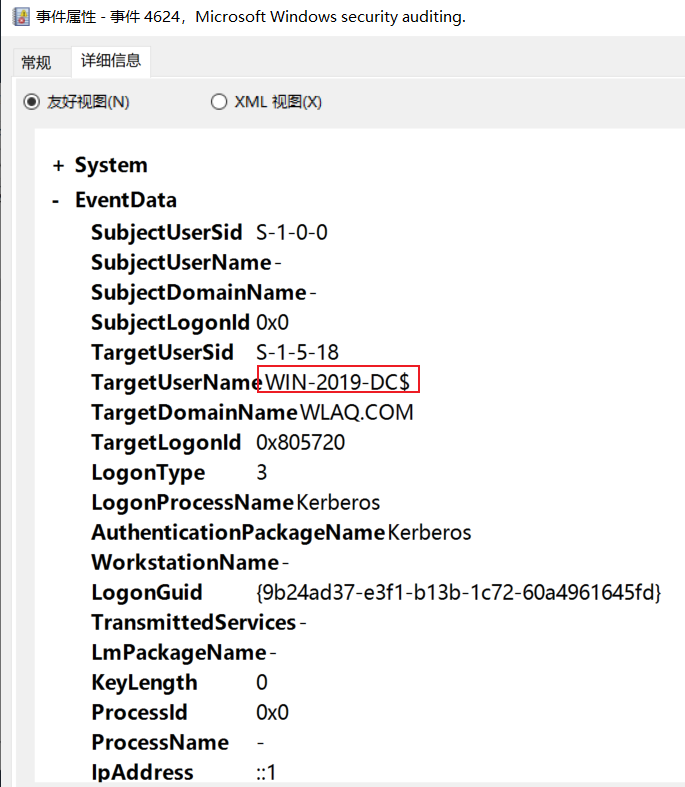 事件属性 - 事件 4624，Microsoft Windows security auditing.
常规 详细信息
友好视图(N) XML 视图(X)
+ System
- EventData
SubjectUserSid S-1-0-0
SubjectUserName -
SubjectDomainName -
SubjectLogonId 0x0
TargetUserSid S-1-5-18
TargetUserName WIN-2019-DC$
TargetDomainName WLAQ.COM
TargetLogonId 0x805720
LogonType 3
LogonProcessName Kerberos
AuthenticationPackageName Kerberos
WorkstationName -
LogonGuid {9b24ad37-e3f1-b13b-1c72-60a4961645fd}
TransmittedServices -
LmPackageName -
KeyLength 0
ProcessId 0x0
ProcessName -
IpAddress ::1